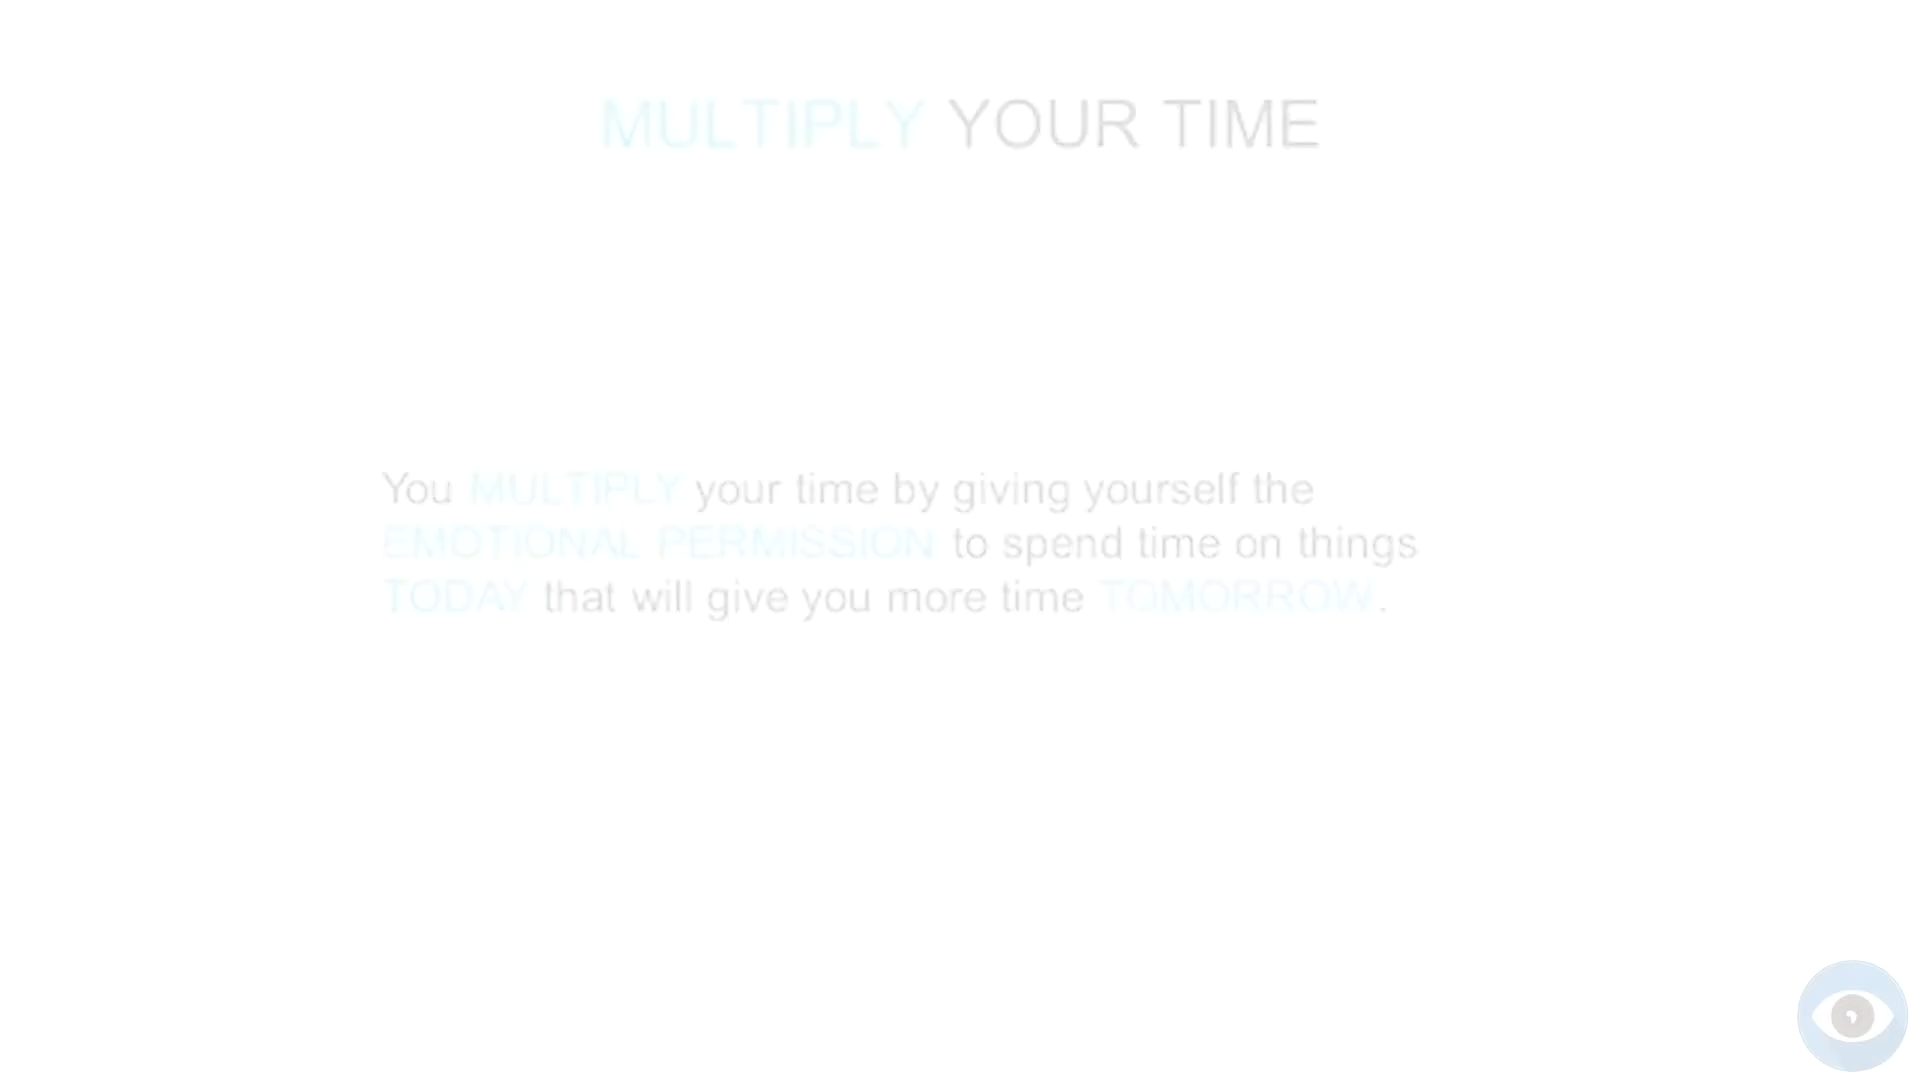 MULTIPLY YOUR TIME
You MULTIPLY your time by giving yourself the
EMOTIONAL PERMISSION to spend time on things
TODAY that will give you more time TOMORROW.